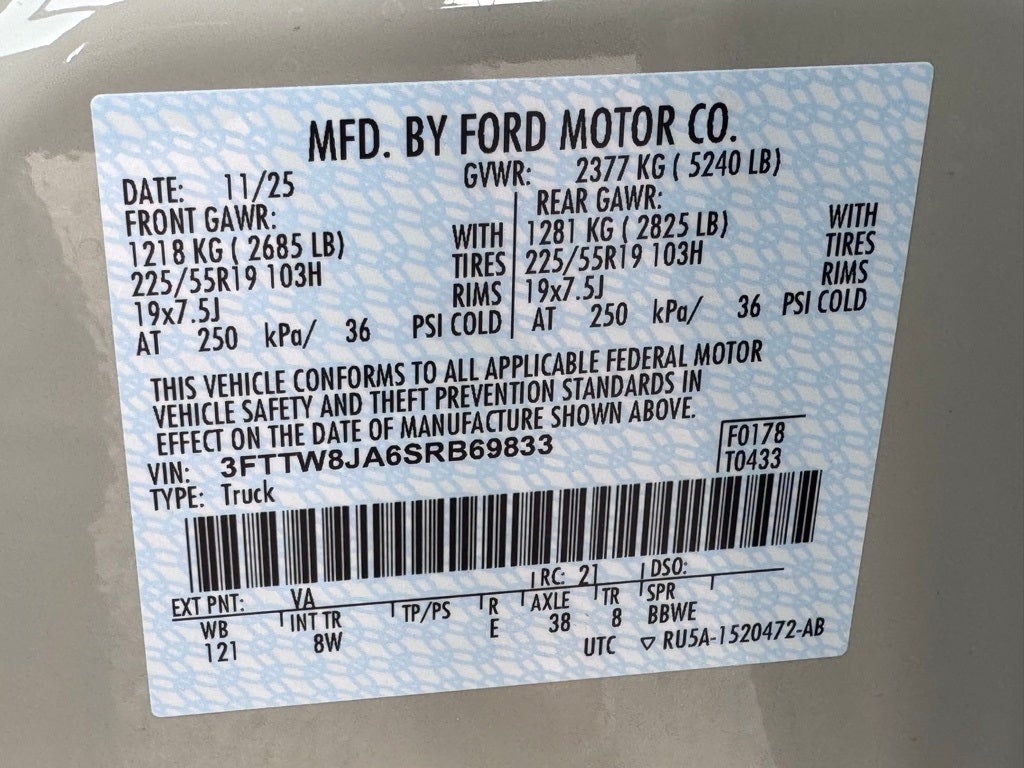 MFD. BY FORD MOTOR CO.
DATE: 11/25 GVWR: 2377 KG ( 5240 LB)
FRONT GAWR: REAR GAWR:
1218 KG ( 2685 LB) WITH 1281 KG ( 2825 LB) WITH
225/55R19 103H TIRES 225/55R19 103H TIRES
19x7.5J RIMS 19x7.5J RIMS
AT 250 kPa/ 36 PSI COLD AT 250 kPa/ 36 PSI COLD
THIS VEHICLE CONFORMS TO ALL APPLICABLE FEDERAL MOTOR
VEHICLE SAFETY AND THEFT PREVENTION STANDARDS IN
EFFECT ON THE DATE OF MANUFACTURE SHOWN ABOVE.
VIN: 3FTTW8JA6SRB69833 F0178
TYPE: Truck T0433
EXT PNT: VA RC: 21 DSO:
WB INT TR TP/PS R AXLE TR SPR
121 8W E 38 8 BBWE
UTC ▽ RU5A-1520472-AB